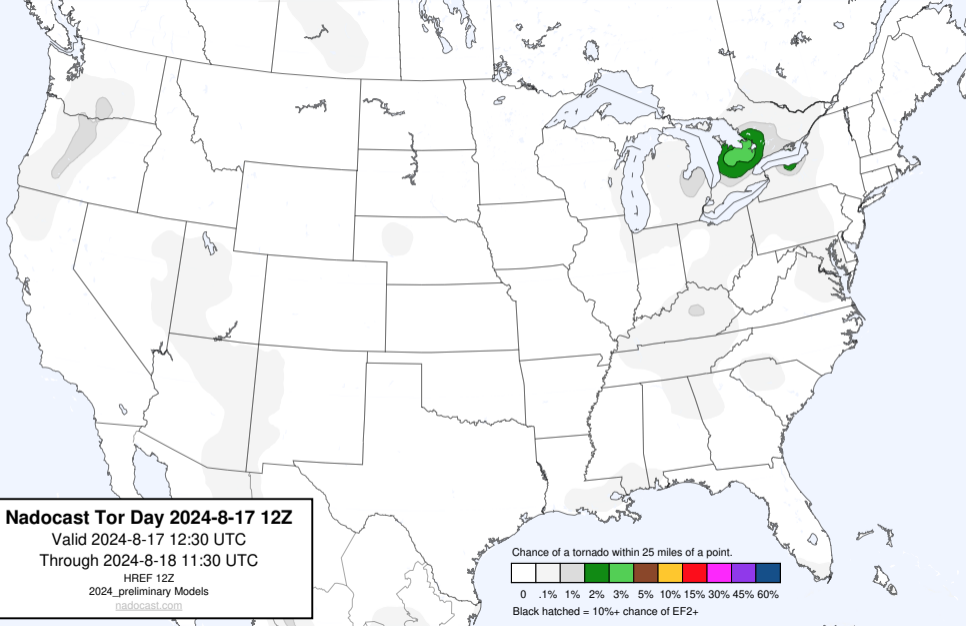 Nadocast Tor Day 2024-8-17 12Z
Valid 2024-8-17 12:30 UTC
Through 2024-8-18 11:30 UTC
HREF 12Z
2024_preliminary Models
nadocast.com
Chance of a tornado within 25 miles of a point.
0 .1% 1% 2% 3% 5% 10% 15% 30% 45% 60%
Black hatched = 10%+ chance of EF2+